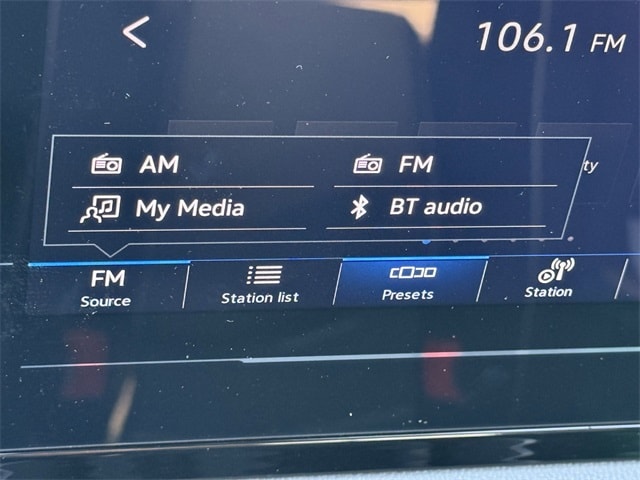 106.1 FM
AM
FM
ty
My Media
BT audio
FM
Source
Station list
Presets
Station